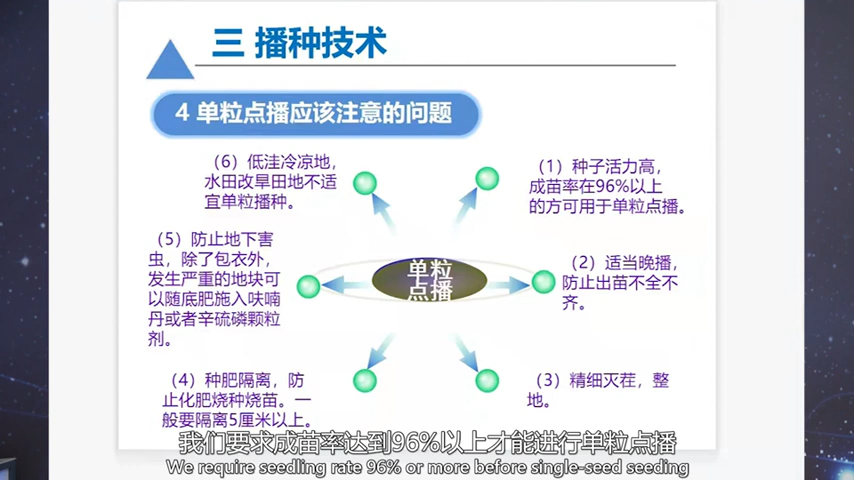 三 播种技术
4 单粒点播应该注意的问题
（6）低洼冷凉地，
水田改旱田地不适
宜单粒播种。
（1）种子活力高，
成苗率在96%以上
的方可用于单粒点播。
（5）防止地下害
虫，除了包衣外，
发生严重的地块可
以随底肥施入呋喃
丹或者辛硫磷颗粒
剂。
单粒
点播
（2）适当晚播，
防止出苗不全不
齐。
（4）种肥隔离，防
止化肥烧种烧苗。一
般要隔离5厘米以上。
（3）精细灭茬，整
地。
我们要求成苗率达到96%以上才能进行单粒点播
We require seedling rate 96% or more before single-seed seeding